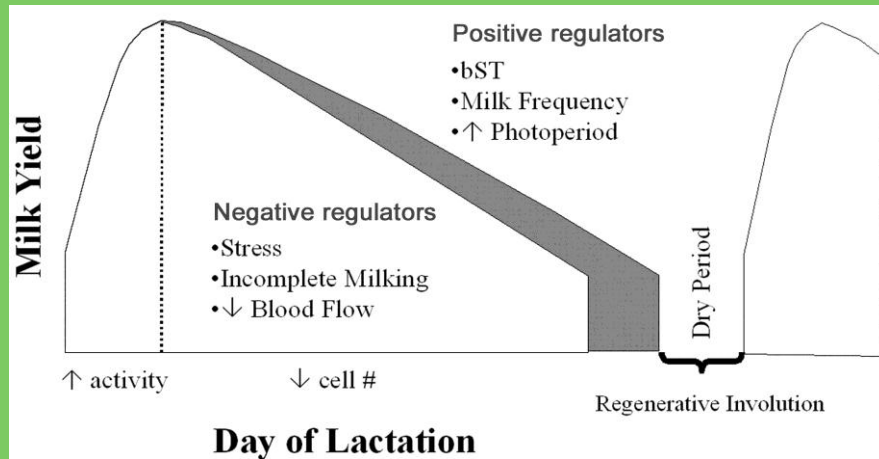 Positive regulators
•bST
•Milk Frequency
•↑ Photoperiod
Milk Yield
Negative regulators
•Stress
•Incomplete Milking
•↓ Blood Flow
Dry Period
↑ activity
↓ cell #
Regenerative Involution
Day of Lactation